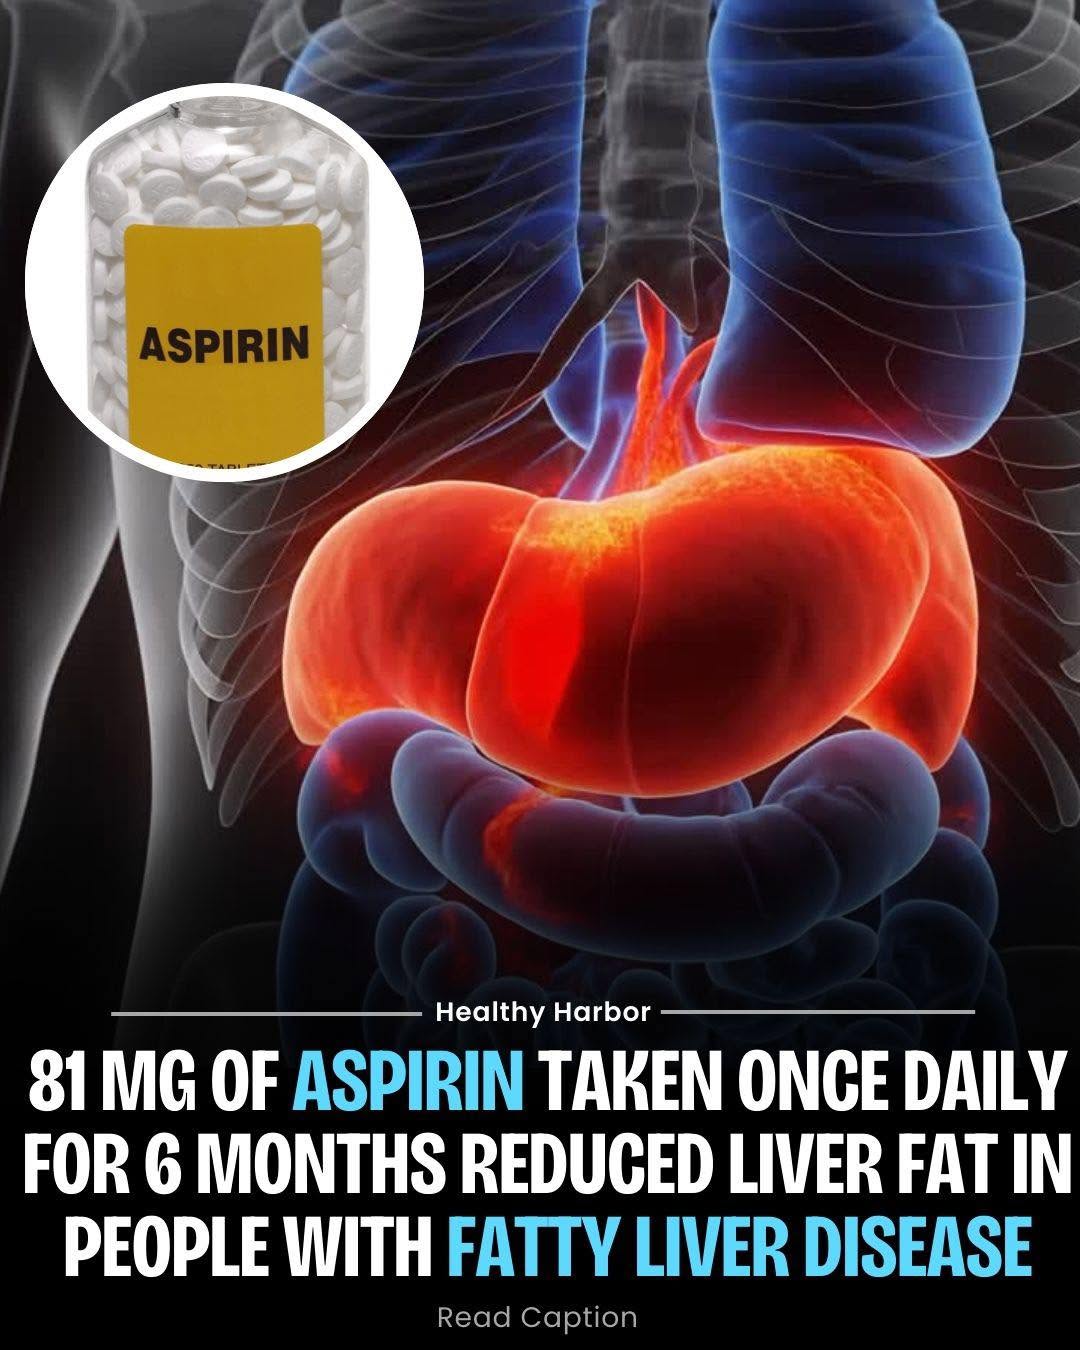 ASPIRIN
Healthy Harbor
81 MG OF ASPIRIN TAKEN ONCE DAILY
FOR 6 MONTHS REDUCED LIVER FAT IN
PEOPLE WITH FATTY LIVER DISEASE
Read Caption